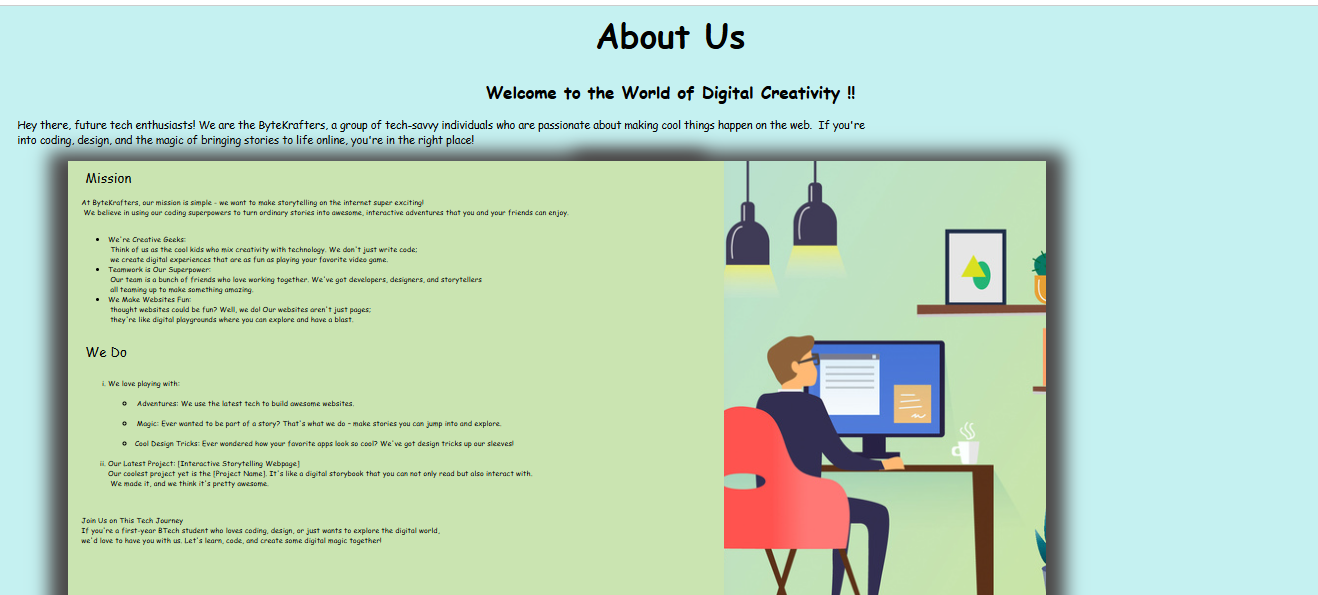 About Us
Welcome to the World of Digital Creativity !!
Hey there, future tech enthusiasts! We are the ByteKrafters, a group of tech-savvy individuals who are passionate about making cool things happen on the web. If you're
into coding, design, and the magic of bringing stories to life online, you're in the right place!
Mission
At ByteKrafters, our mission is simple - we want to make storytelling on the internet super exciting!
We believe in using our coding superpowers to turn ordinary stories into awesome, interactive adventures that you and your friends can enjoy.
• We're Creative Geeks:
Think of us as the cool kids who mix creativity with technology. We don't just write code;
we create digital experiences that are as fun as playing your favorite video game.
• Teamwork is Our Superpower:
Our team is a bunch of friends who love working together. We've got developers, designers, and storytellers
all teaming up to make something amazing.
• We Make Websites Fun:
thought websites could be fun? Well, we do! Our websites aren't just pages;
they're like digital playgrounds where you can explore and have a blast.
We Do
i. We love playing with:
◦ Adventures: We use the latest tech to build awesome websites.
◦ Magic: Ever wanted to be part of a story? That's what we do – make stories you can jump into and explore.
◦ Cool Design Tricks: Ever wondered how your favorite apps look so cool? We've got design tricks up our sleeves!
ii. Our Latest Project: [Interactive Storytelling Webpage]
Our coolest project yet is the [Project Name]. It's like a digital storybook that you can not only read but also interact with.
We made it, and we think it's pretty awesome.
Join Us on This Tech Journey
If you're a first-year BTech student who loves coding, design, or just wants to explore the digital world,
we'd love to have you with us. Let's learn, code, and create some digital magic together!